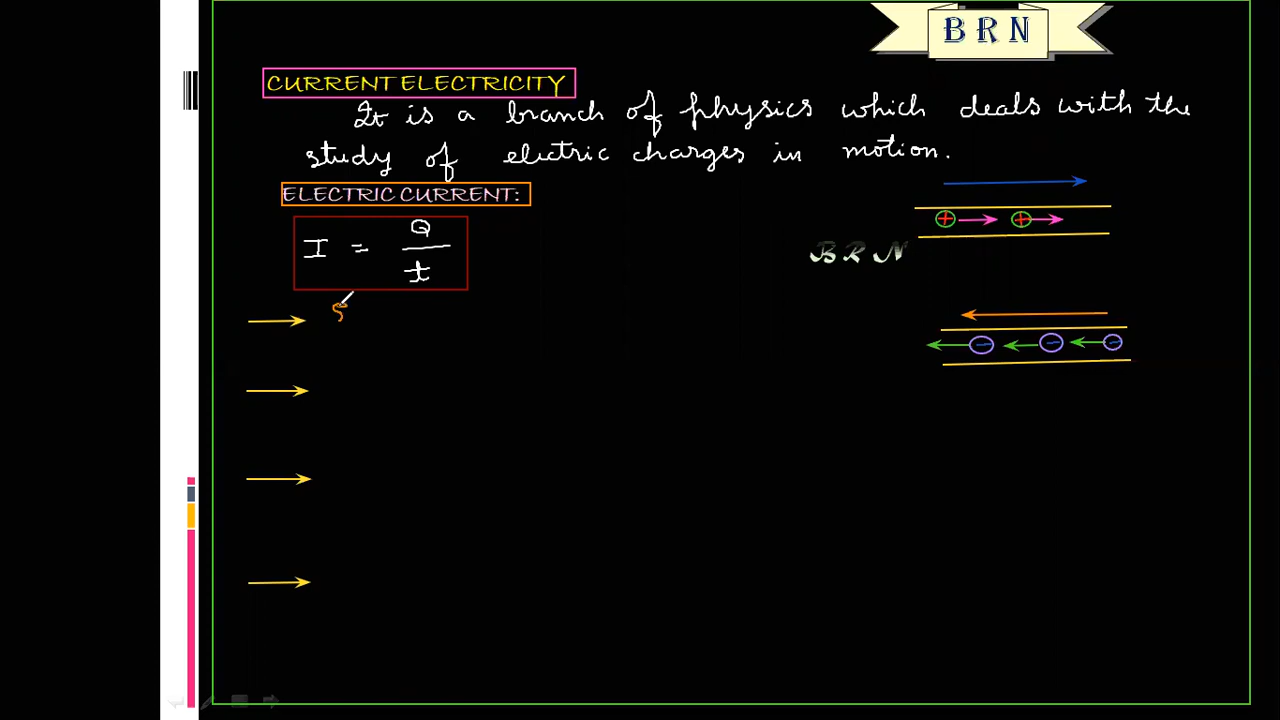 BRN
CURRENT ELECTRICITY
It is a branch of physics which deals with the
study of electric charges in motion.
ELECTRIC CURRENT:
I = Q
t
BRN
+ +
− − −